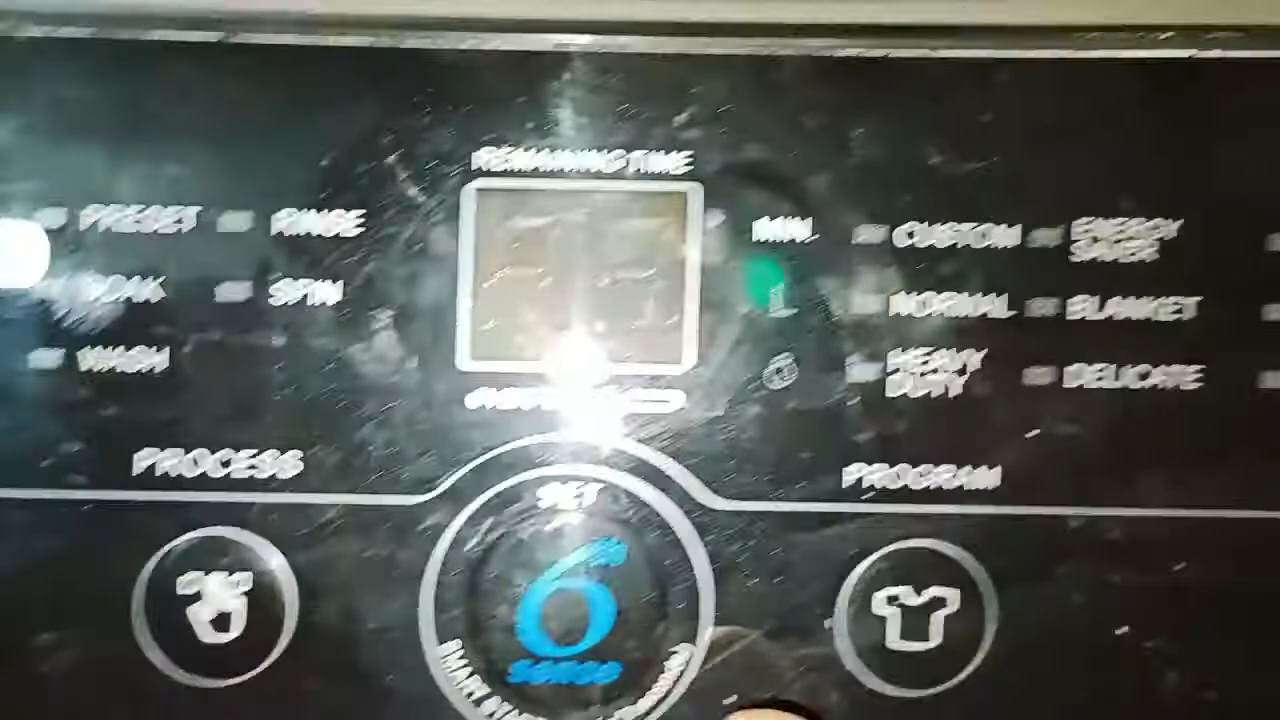 REMAINING TIME
PRESET RINSE
MIN.
CUSTOM ENERGY SAVER
SOAK SPIN
L
NORMAL BLANKET
WASH
HEAVY DUTY DELICATE
PROCESS
PROGRAM
SET
6
SENSE